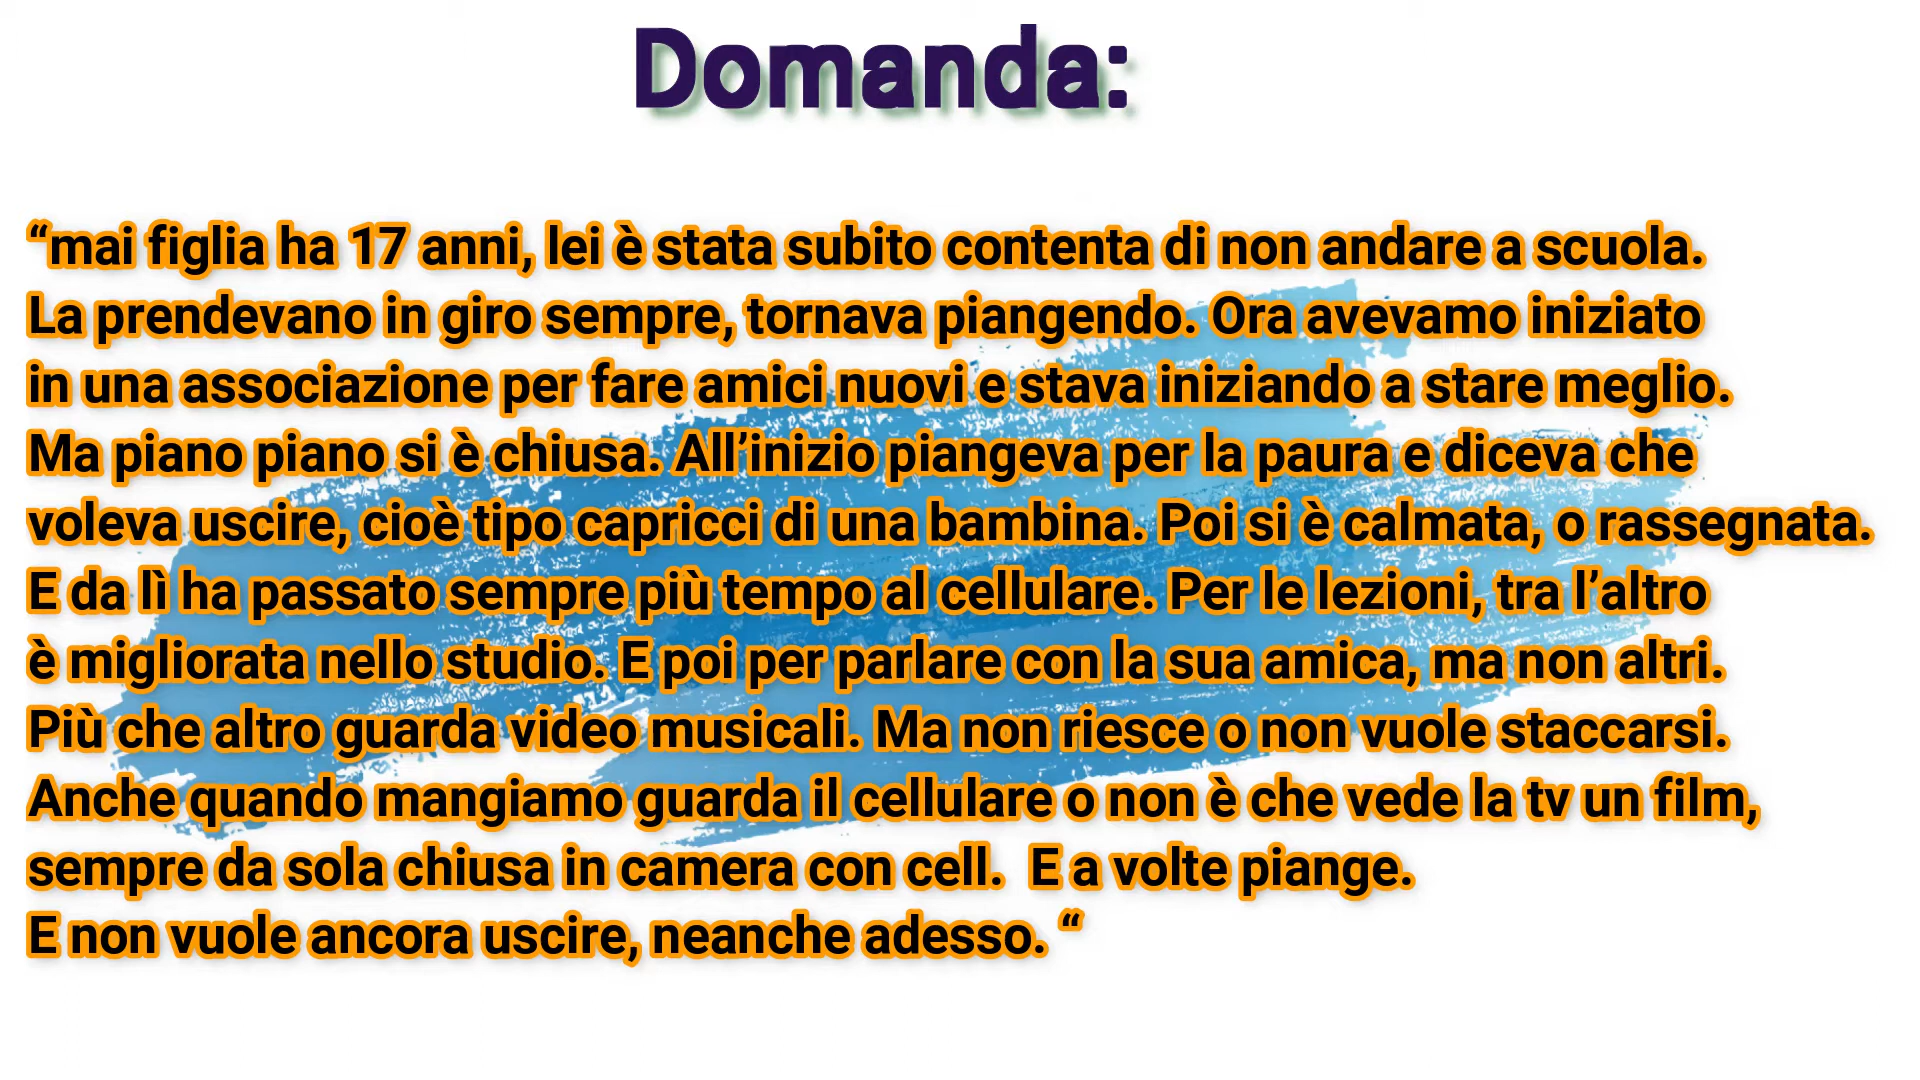 Domanda:
“mai figlia ha 17 anni, lei è stata subito contenta di non andare a scuola.
La prendevano in giro sempre, tornava piangendo. Ora avevamo iniziato
in una associazione per fare amici nuovi e stava iniziando a stare meglio.
Ma piano piano si è chiusa. All’inizio piangeva per la paura e diceva che
voleva uscire, cioè tipo capricci di una bambina. Poi si è calmata, o rassegnata.
E da lì ha passato sempre più tempo al cellulare. Per le lezioni, tra l’altro
è migliorata nello studio. E poi per parlare con la sua amica, ma non altri.
Più che altro guarda video musicali. Ma non riesce o non vuole staccarsi.
Anche quando mangiamo guarda il cellulare o non è che vede la tv un film,
sempre da sola chiusa in camera con cell.  E a volte piange.
E non vuole ancora uscire, neanche adesso. “